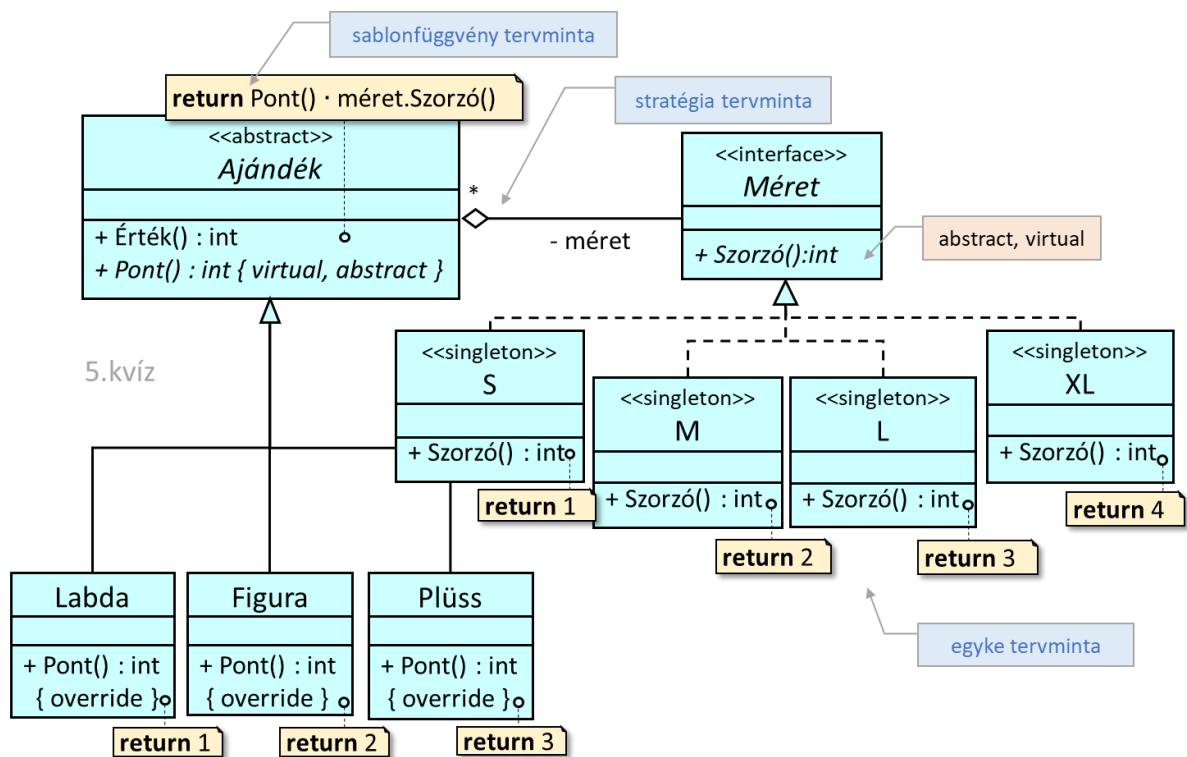 sablonfüggvény tervminta
return Pont() · méret.Szorzó()
stratégia tervminta
<<abstract>>
Ajándék
+ Érték() : int
+ Pont() : int { virtual, abstract }
*
- méret
<<interface>>
Méret
+ Szorzó():int
abstract, virtual
5.kvíz
<<singleton>>
S
+ Szorzó() : int
return 1
<<singleton>>
M
+ Szorzó() : int
return 2
<<singleton>>
L
+ Szorzó() : int
return 3
<<singleton>>
XL
+ Szorzó() : int
return 4
egyke tervminta
Labda
+ Pont() : int
{ override }
return 1
Figura
+ Pont() : int
{ override }
return 2
Plüss
+ Pont() : int
{ override }
return 3